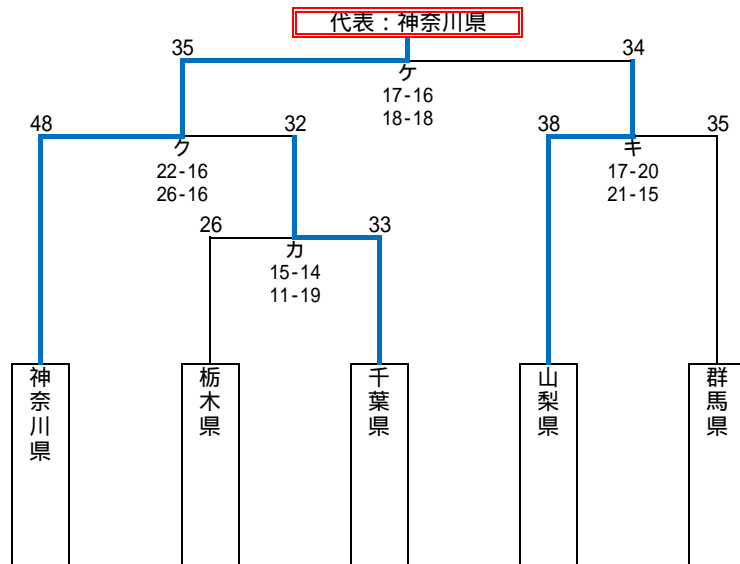 代表：神奈川県
35
34
ケ
17-16
18-18
48
32
38
35
ク
22-16
26-16
キ
17-20
21-15
26
33
カ
15-14
11-19
神奈川県
栃木県
千葉県
山梨県
群馬県